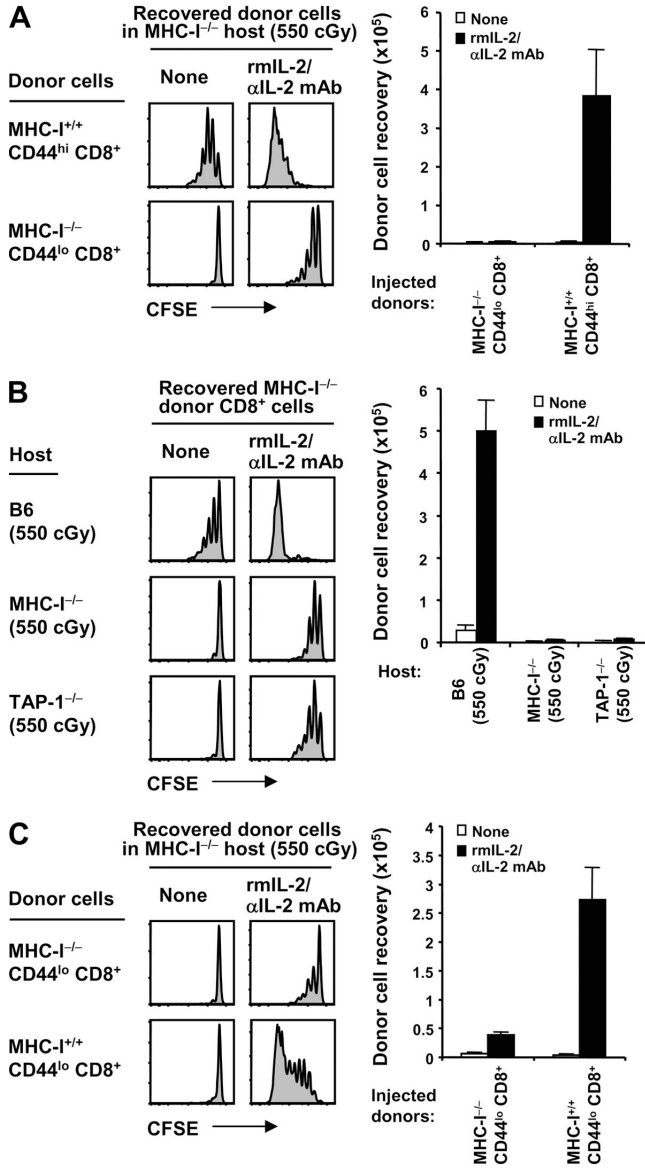 A
Recovered donor cells
in MHC-I–/– host (550 cGy)
Donor cells
None
rmIL-2/
αIL-2 mAb
MHC-I+/+
CD44hi CD8+
MHC-I–/–
CD44lo CD8+
CFSE
Donor cell recovery (x105)
6
5
4
3
2
1
0
None
rmIL-2/
αIL-2 mAb
Injected
donors:
MHC-I–/–
CD44lo CD8+
MHC-I+/+
CD44hi CD8+
B
Recovered MHC-I–/–
donor CD8+ cells
Host
None
rmIL-2/
αIL-2 mAb
B6
(550 cGy)
MHC-I–/–
(550 cGy)
TAP-1–/–
(550 cGy)
CFSE
Donor cell recovery (x105)
6
5
4
3
2
1
0
None
rmIL-2/
αIL-2 mAb
Host:
B6
(550 cGy)
MHC-I–/–
(550 cGy)
TAP-1–/–
(550 cGy)
C
Recovered donor cells
in MHC-I–/– host (550 cGy)
Donor cells
None
rmIL-2/
αIL-2 mAb
MHC-I–/–
CD44lo CD8+
MHC-I+/+
CD44lo CD8+
CFSE
Donor cell recovery (x105)
4
3.5
3
2.5
2
1.5
1
0.5
0
None
rmIL-2/
αIL-2 mAb
Injected
donors:
MHC-I–/–
CD44lo CD8+
MHC-I+/+
CD44lo CD8+